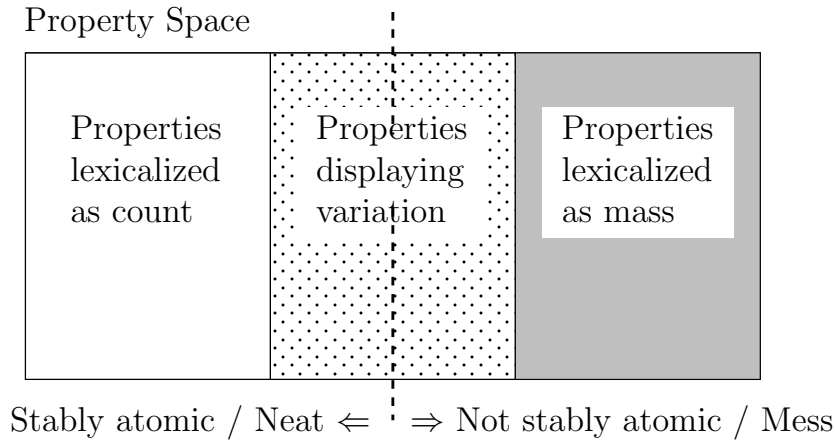 Property Space
Properties
lexicalized
as count
Properties
displaying
variation
Properties
lexicalized
as mass
Stably atomic / Neat ⇐
⇒ Not stably atomic / Mess